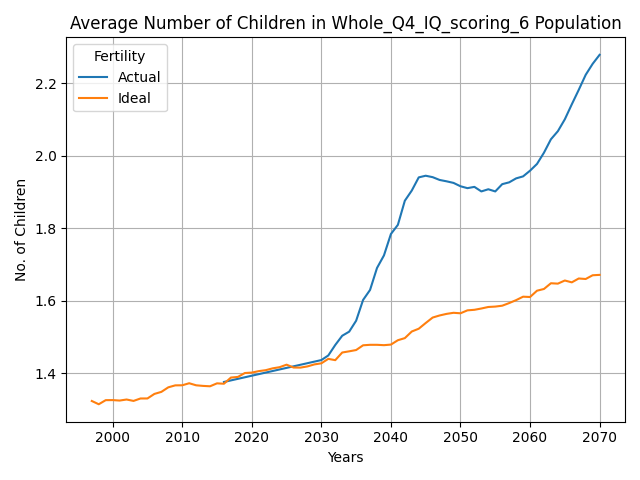 Average Number of Children in Whole_Q4_IQ_scoring_6 Population
Fertility
Actual
Ideal
No. of Children
2.2
2.0
1.8
1.6
1.4
2000 2010 2020 2030 2040 2050 2060 2070
Years